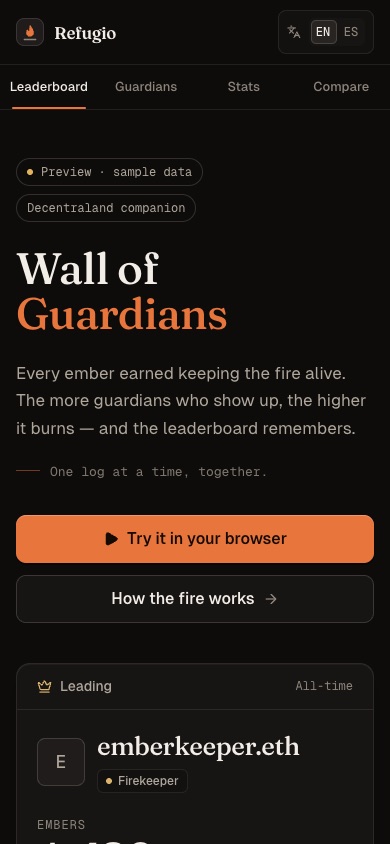 Refugio
EN ES
Leaderboard Guardians Stats Compare
Preview · sample data
Decentraland companion
Wall of
Guardians
Every ember earned keeping the fire alive.
The more guardians who show up, the higher
it burns — and the leaderboard remembers.
One log at a time, together.
Try it in your browser
How the fire works →
Leading All-time
E
emberkeeper.eth
Firekeeper
EMBERS